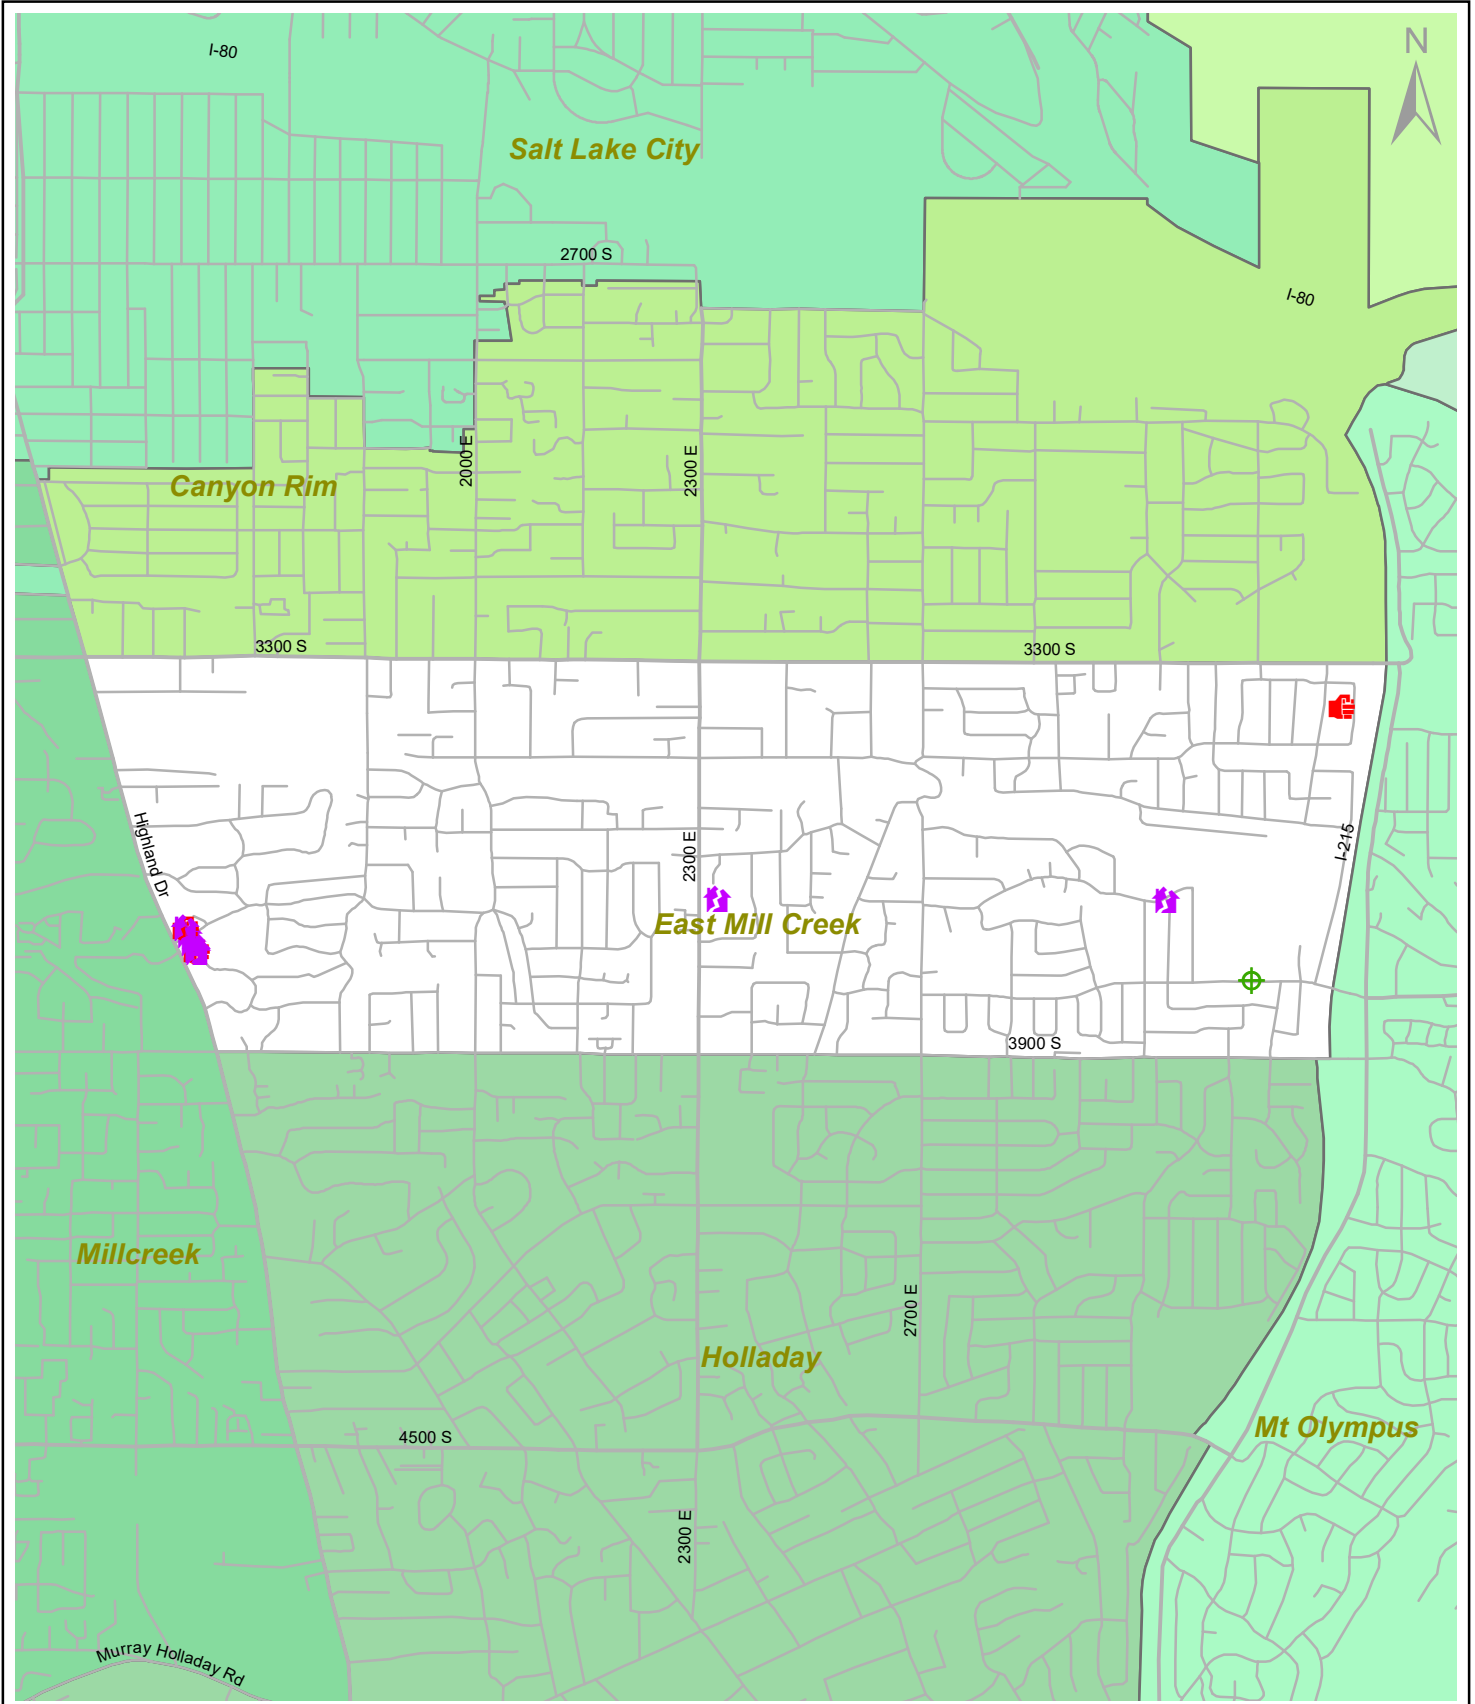 I-80
N
Salt Lake City
2700 S
I-80
2000 E
2300 E
Canyon Rim
3300 S
3300 S
Highland Dr
2300 E
I-215
East Mill Creek
3900 S
Millcreek
2700 E
Holladay
Mt Olympus
4500 S
2300 E
Murray Holladay Rd